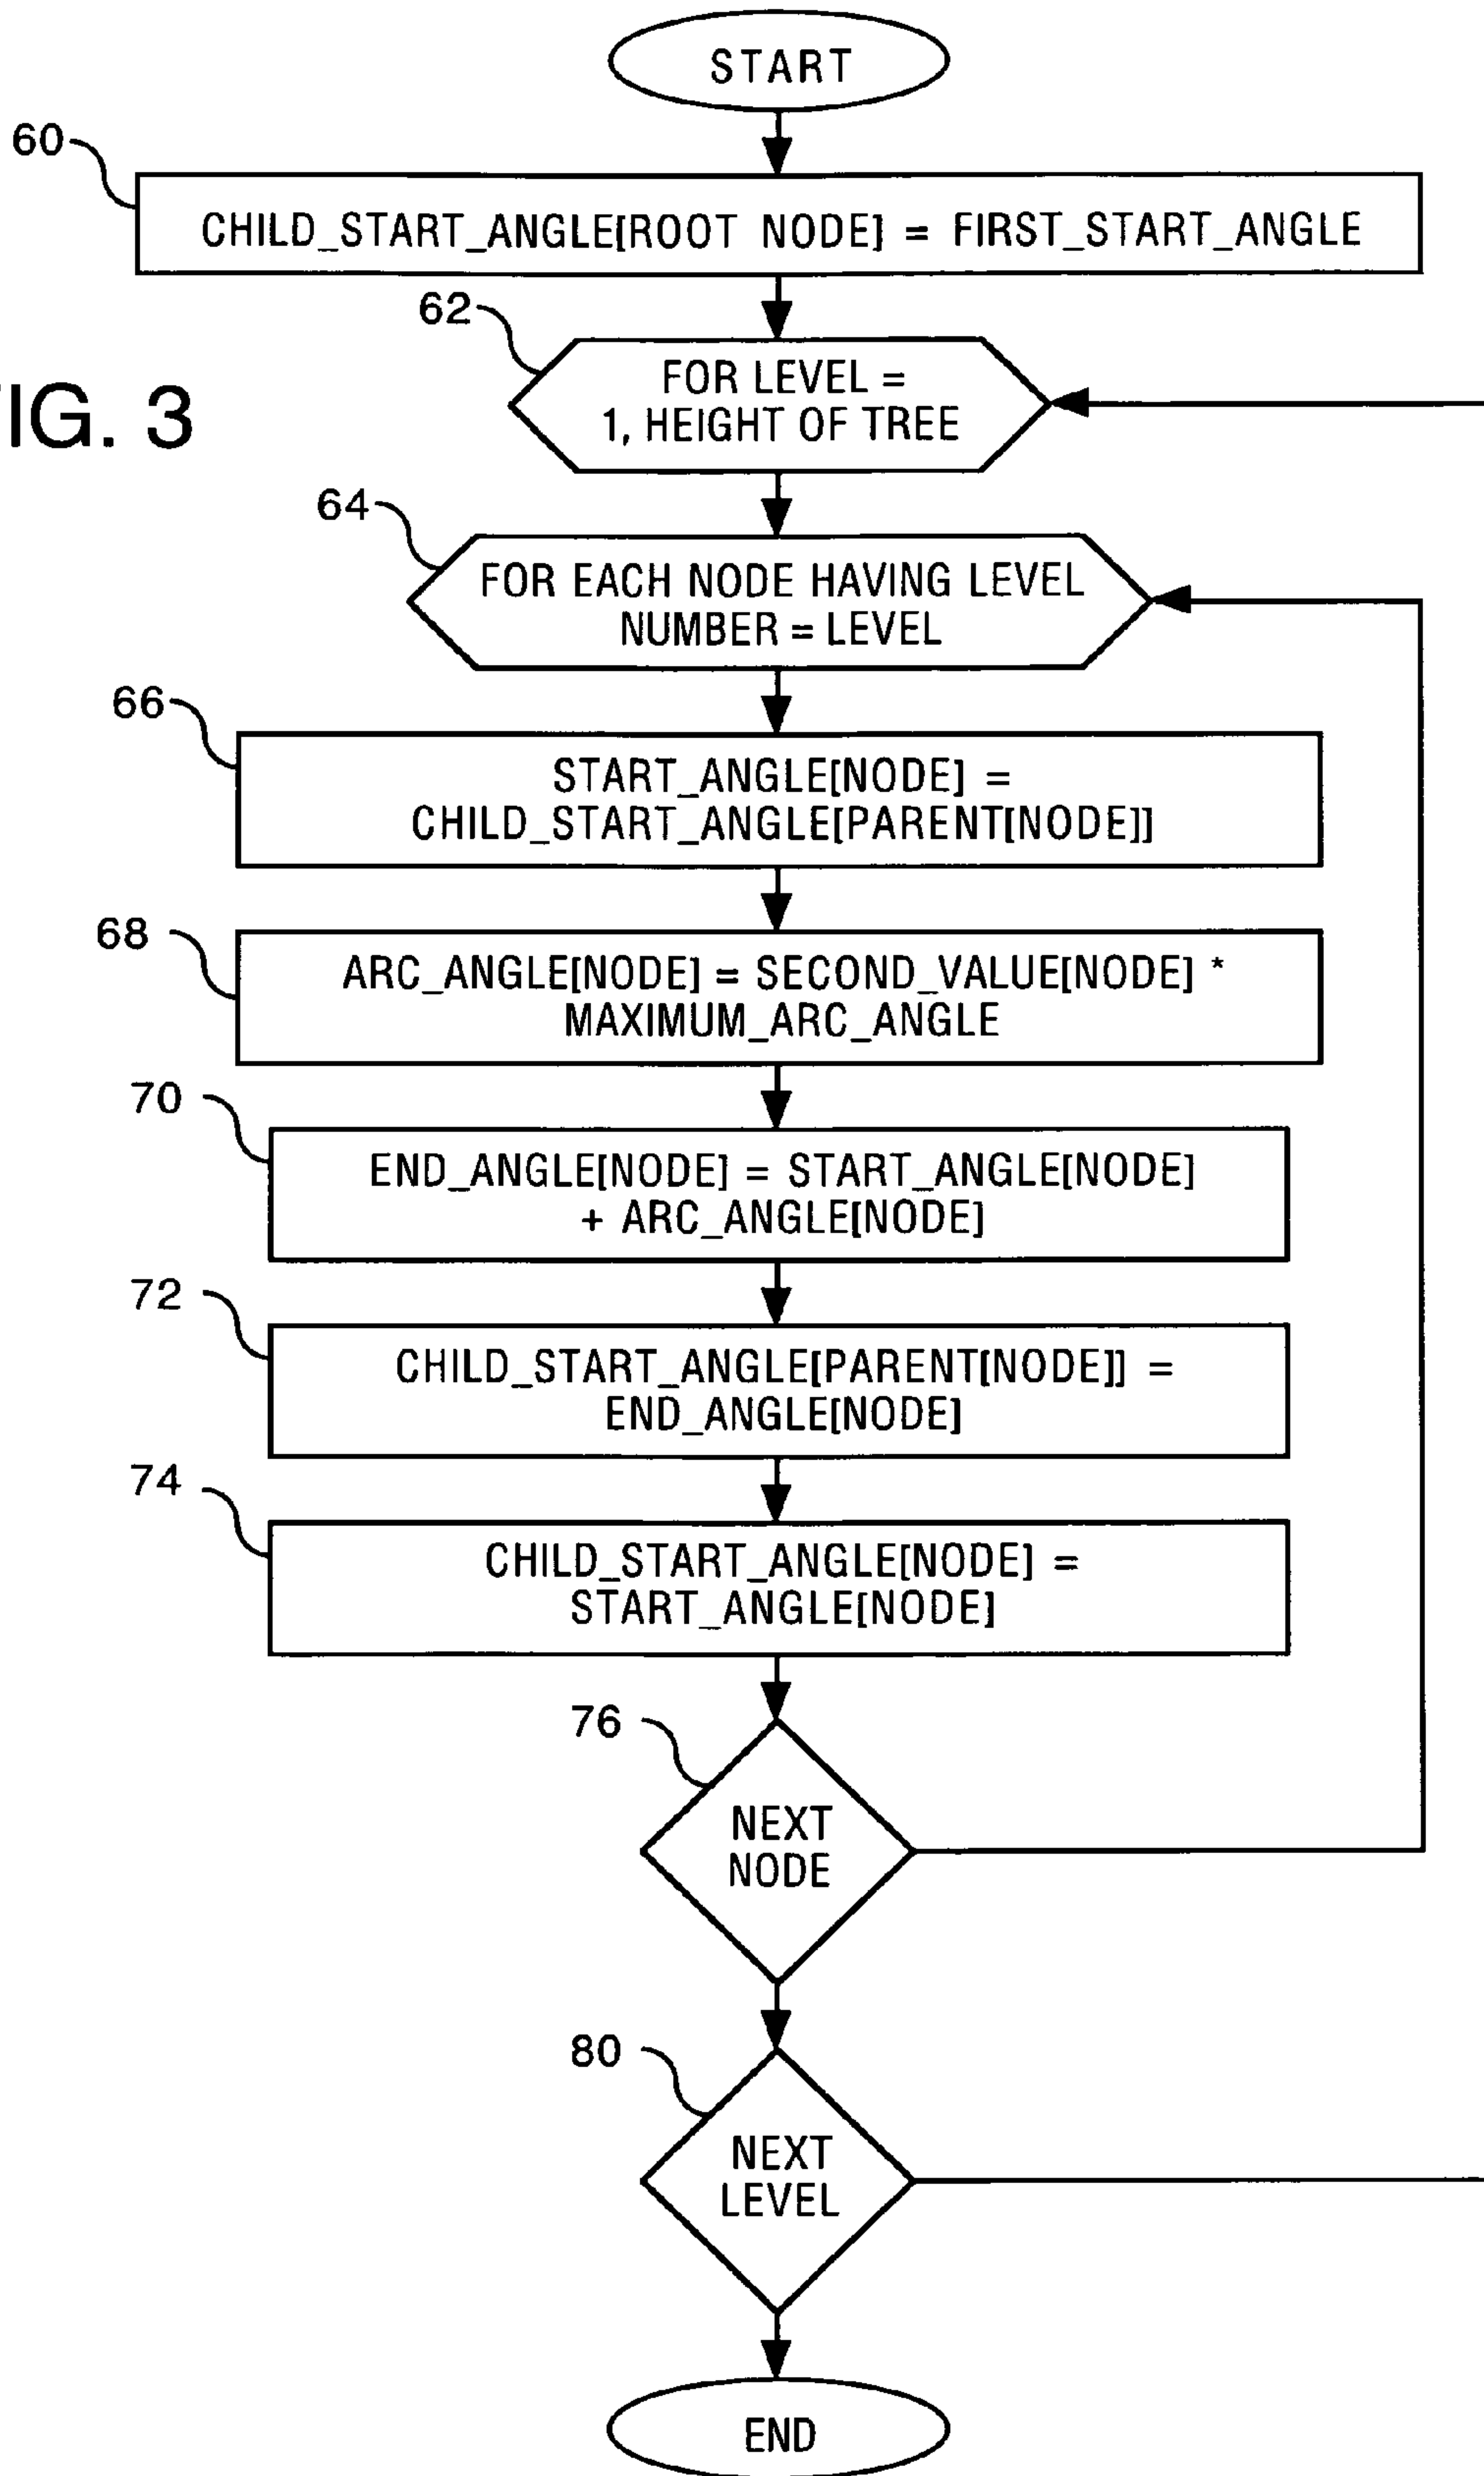 START
60
CHILD_START_ANGLE[ROOT NODE] = FIRST_START_ANGLE
62
FOR LEVEL =
1, HEIGHT OF TREE
IG. 3
64
FOR EACH NODE HAVING LEVEL
NUMBER = LEVEL
66
START_ANGLE[NODE] =
CHILD_START_ANGLE[PARENT[NODE]]
68
ARC_ANGLE[NODE] = SECOND_VALUE[NODE] *
MAXIMUM_ARC_ANGLE
70
END_ANGLE[NODE] = START_ANGLE[NODE]
+ ARC_ANGLE[NODE]
72
CHILD_START_ANGLE[PARENT[NODE]] =
END_ANGLE[NODE]
74
CHILD_START_ANGLE[NODE] =
START_ANGLE[NODE]
76
NEXT
NODE
80
NEXT
LEVEL
END